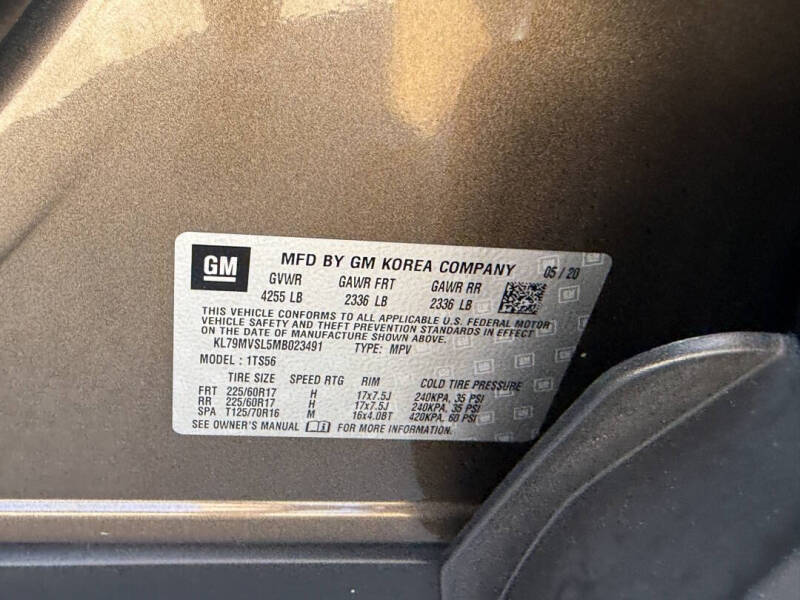 GM MFD BY GM KOREA COMPANY 05/20
GVWR GAWR FRT GAWR RR
4255 LB 2336 LB 2336 LB
THIS VEHICLE CONFORMS TO ALL APPLICABLE U.S. FEDERAL MOTOR
VEHICLE SAFETY AND THEFT PREVENTION STANDARDS IN EFFECT
ON THE DATE OF MANUFACTURE SHOWN ABOVE.
KL79MVSL5MB023491 TYPE: MPV
MODEL : 1TS56
TIRE SIZE SPEED RTG RIM COLD TIRE PRESSURE
FRT 225/60R17 H 17x7.5J 240KPA, 35 PSI
RR 225/60R17 H 17x7.5J 240KPA, 35 PSI
SPA T125/70R16 M 16x4.0BT 420KPA, 60 PSI
SEE OWNER'S MANUAL FOR MORE INFORMATION.